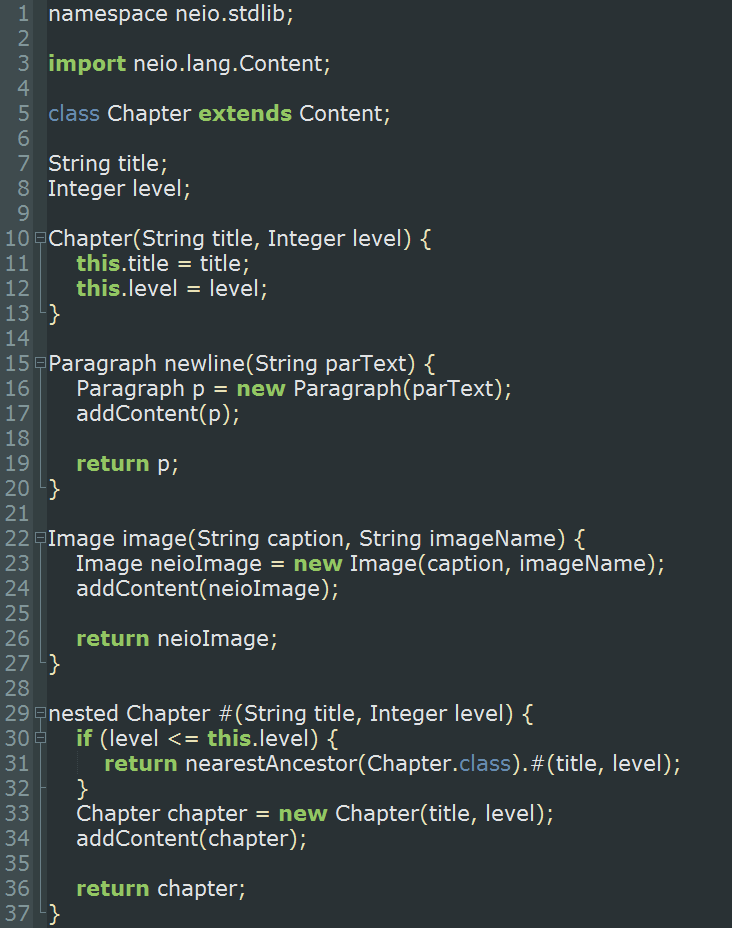 1 namespace neio.stdlib;
2
3 import neio.lang.Content;
4
5 class Chapter extends Content;
6
7 String title;
8 Integer level;
9
10 Chapter(String title, Integer level) {
11     this.title = title;
12     this.level = level;
13 }
14
15 Paragraph newline(String parText) {
16     Paragraph p = new Paragraph(parText);
17     addContent(p);
18
19     return p;
20 }
21
22 Image image(String caption, String imageName) {
23     Image neioImage = new Image(caption, imageName);
24     addContent(neioImage);
25
26     return neioImage;
27 }
28
29 nested Chapter #(String title, Integer level) {
30     if (level <= this.level) {
31         return nearestAncestor(Chapter.class).#(title, level);
32     }
33     Chapter chapter = new Chapter(title, level);
34     addContent(chapter);
35
36     return chapter;
37 }